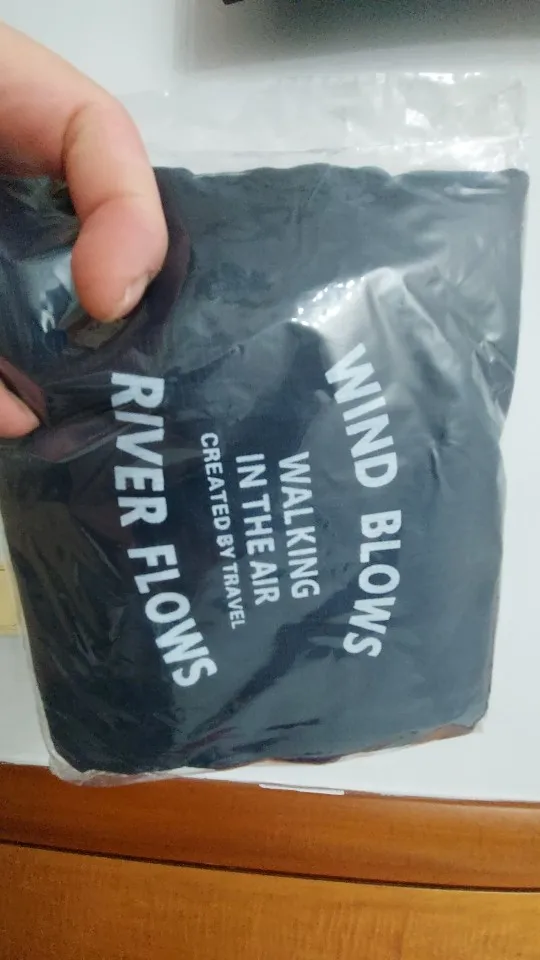 WIND BLOWS
WALKING
IN THE AIR
CREATED BY TRAVEL
RIVER FLOWS